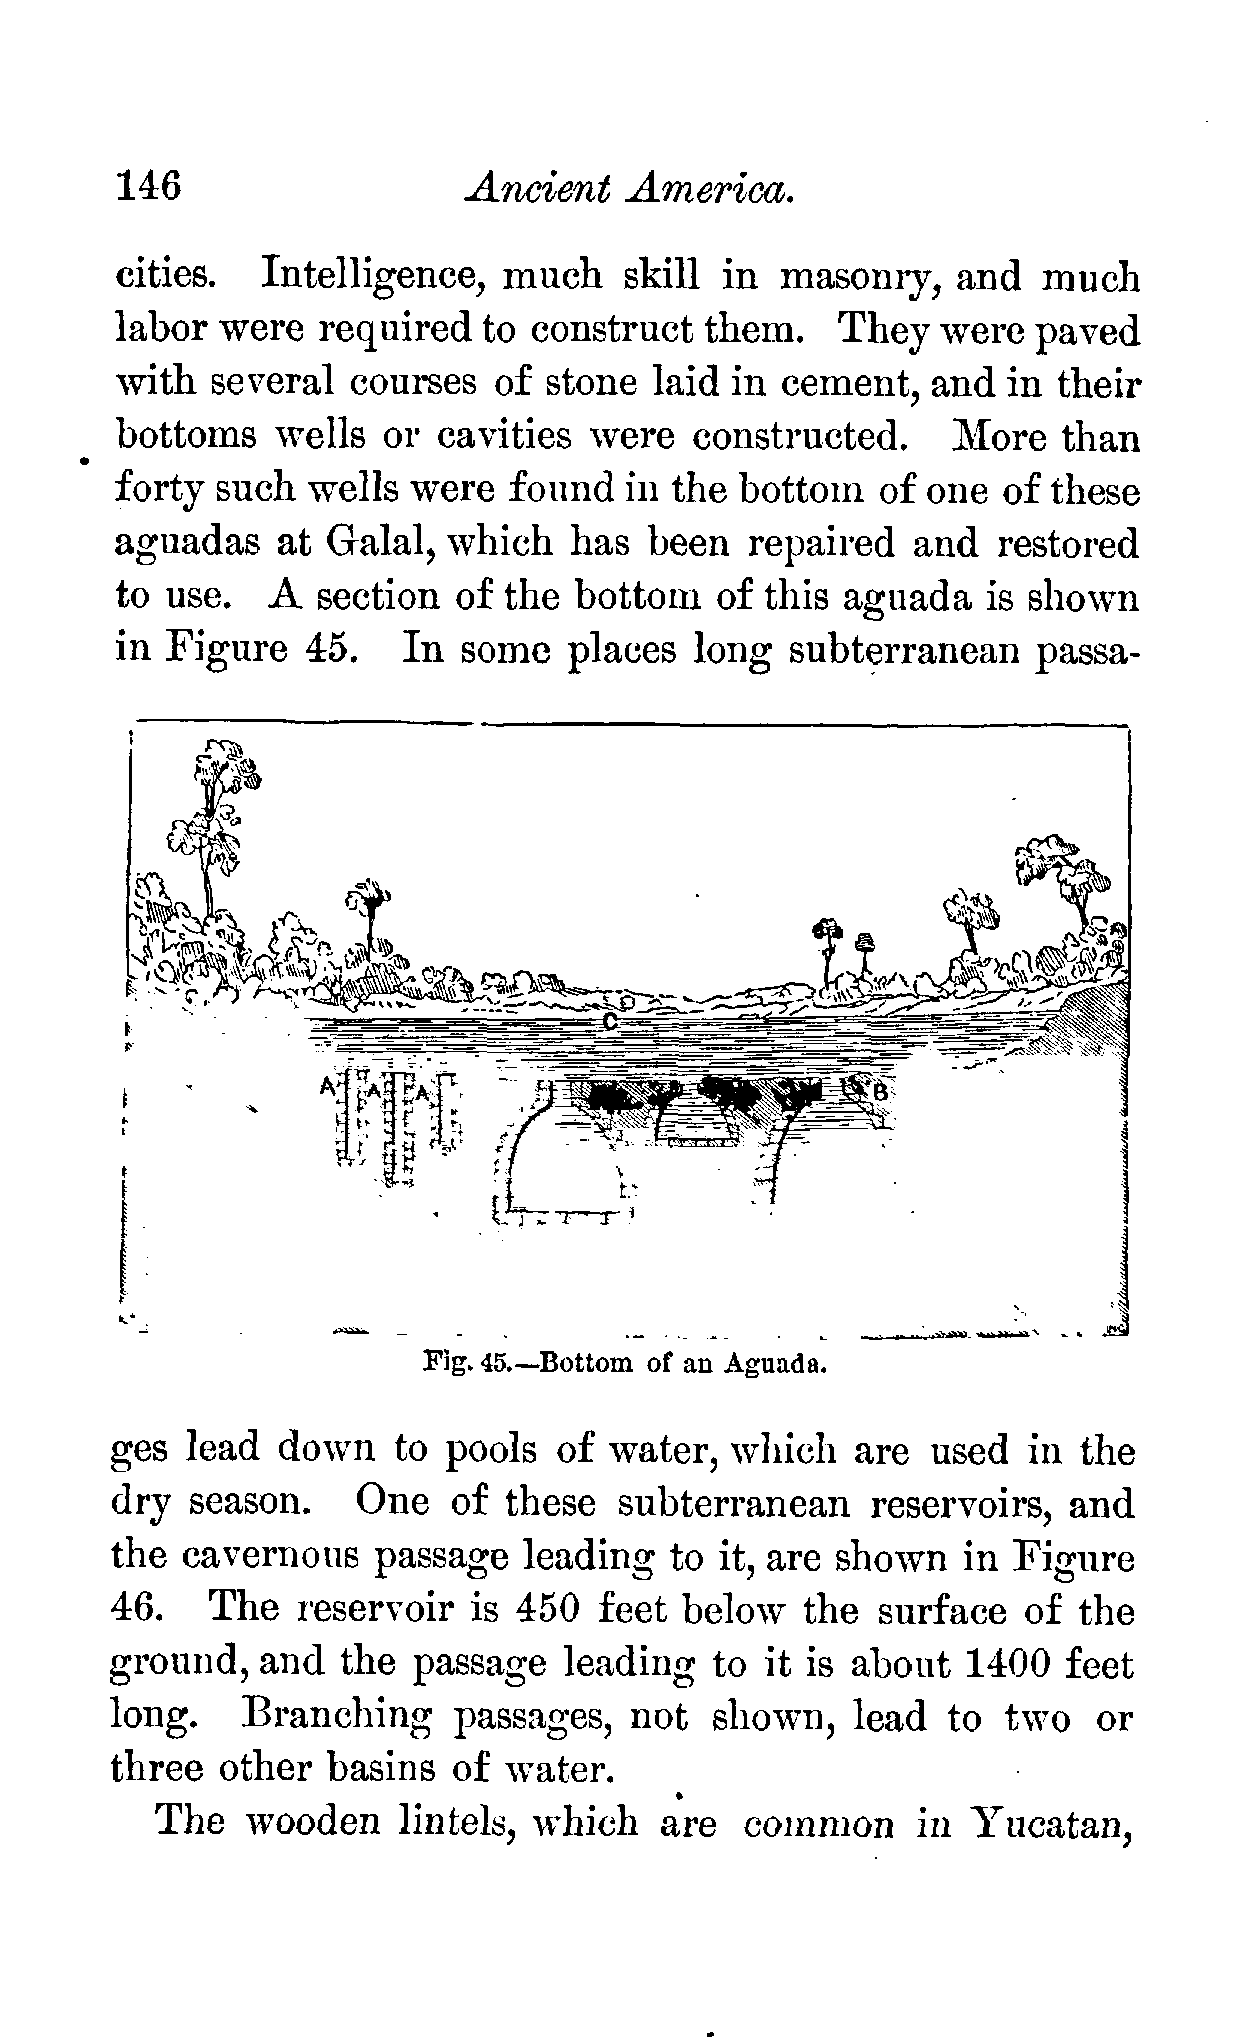 146 Ancient America.
cities. Intelligence, much skill in masonry, and much
labor were required to construct them. They were paved
with several courses of stone laid in cement, and in their
bottoms wells or cavities were constructed. More than
forty such wells were found in the bottom of one of these
aguadas at Galal, which has been repaired and restored
to use. A section of the bottom of this aguada is shown
in Figure 45. In some places long subterranean passa-
D
C
A A A B
Fig. 45.—Bottom of an Aguada.
ges lead down to pools of water, which are used in the
dry season. One of these subterranean reservoirs, and
the cavernous passage leading to it, are shown in Figure
46. The reservoir is 450 feet below the surface of the
ground, and the passage leading to it is about 1400 feet
long. Branching passages, not shown, lead to two or
three other basins of water.
The wooden lintels, which are common in Yucatan,